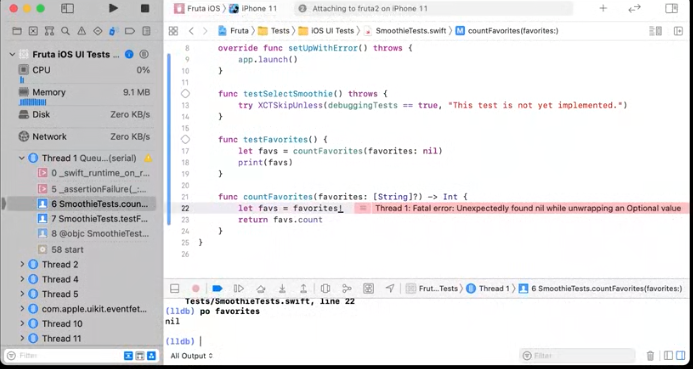 Fruta iOS
iPhone 11
Attaching to fruta2 on iPhone 11
Fruta
Tests
iOS UI Tests
SmoothieTests.swift
countFavorites(favorites:)
Fruta iOS UI Tests
CPU 0%
Memory 9.1 MB
Disk Zero KB/s
Network Zero KB/s
Thread 1 Queu...(serial)
0 _swift_runtime_on_r
5 _assertionFailure(_:...
6 SmoothieTests.coun...
7 SmoothieTests.testF...
8 @objc SmoothieTest...
58 start
Thread 2
Thread 4
Thread 5
com.apple.uikit.eventfet...
Thread 10
Thread 11
Filter
8 override func setUpWithError() throws {
9 app.launch()
10 }
11
12 func testSelectSmoothie() throws {
13 try XCTSkipUnless(debuggingTests == true, "This test is not yet implemented.")
14 }
15
16 func testFavorites() {
17 let favs = countFavorites(favorites: nil)
18 print(favs)
19 }
20
21 func countFavorites(favorites: [String]?) -> Int {
22 let favs = favorites!
Thread 1: Fatal error: Unexpectedly found nil while unwrapping an Optional value
23 return favs.count
24 }
25 }
26
Frut...Tests)
Thread 1
6 SmoothieTests.countFavorites(favorites:)
Tests/SmoothieTests.swift, line 22
(lldb) po favorites
nil
(lldb)
All Output
Filter